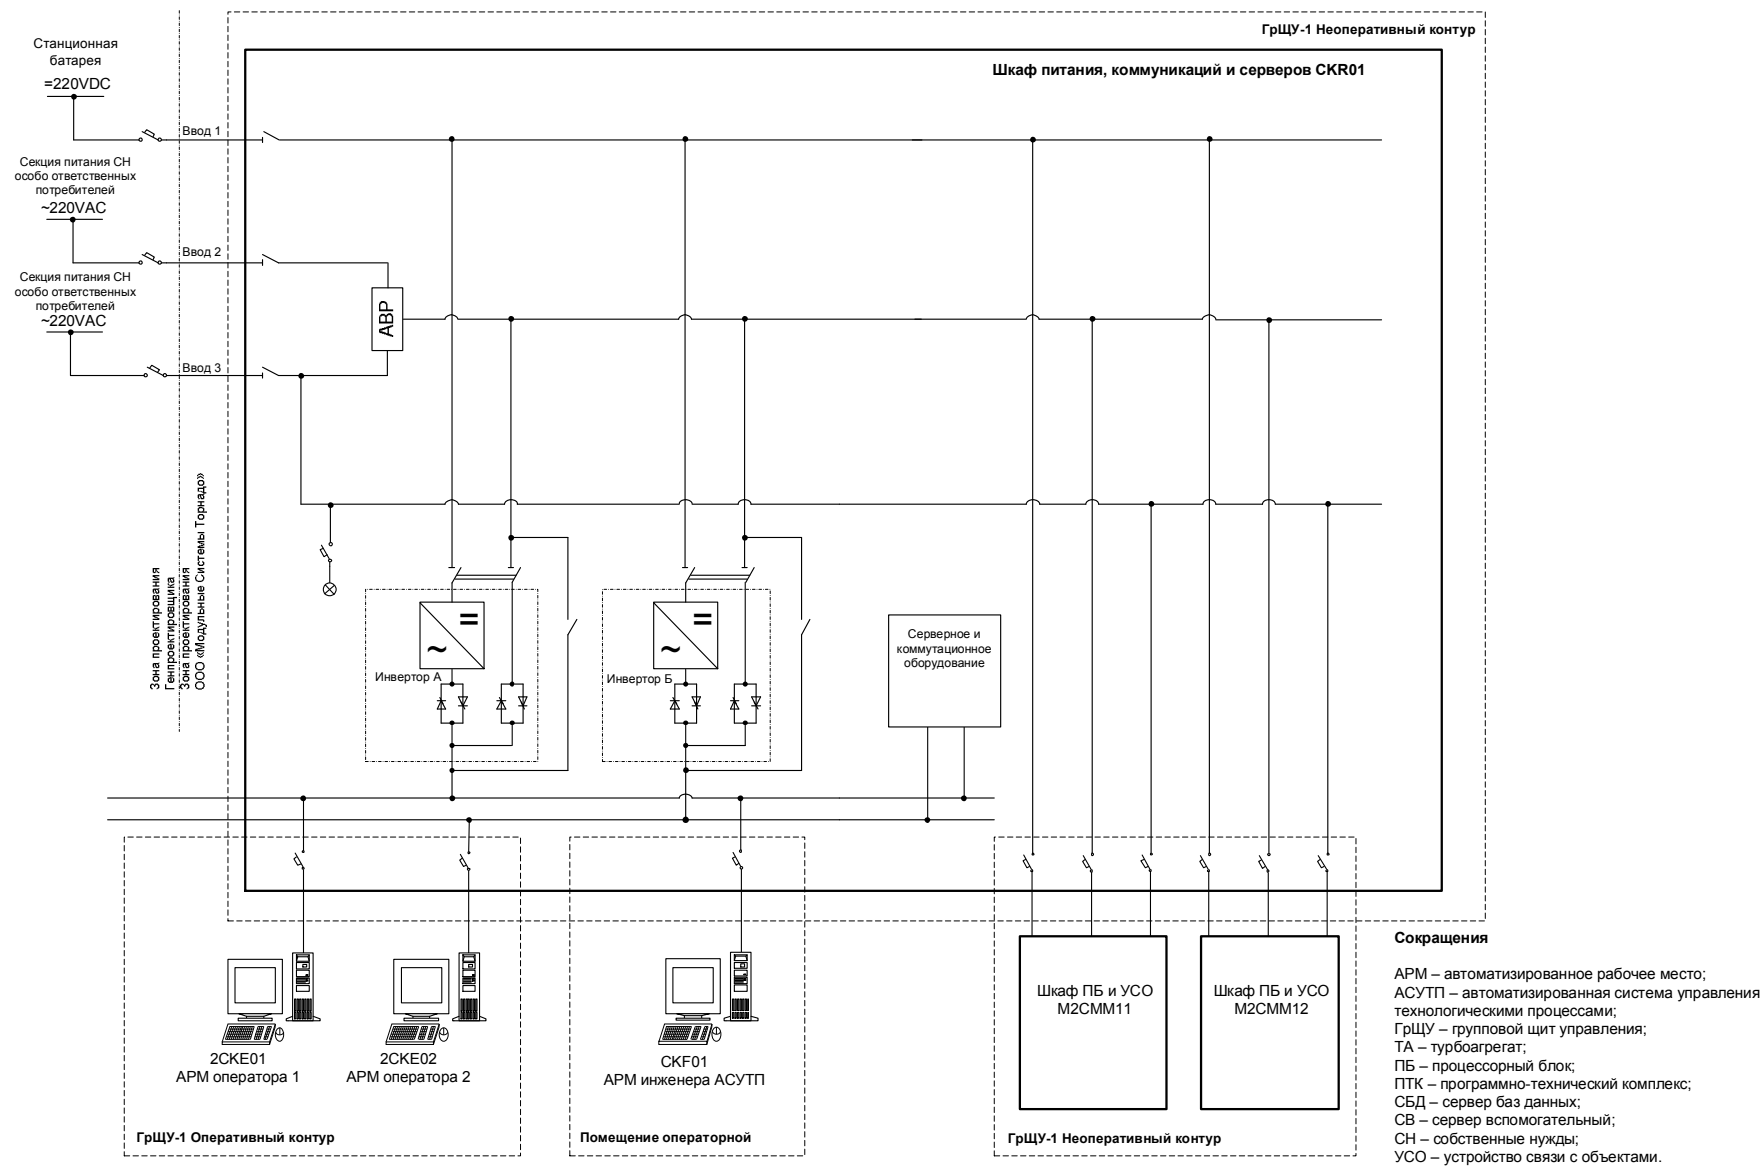 ГрЩУ-1 Неоперативный контур
Станционная
батарея
=220VDC
Шкаф питания, коммуникаций и серверов CKR01
Ввод 1
Секция питания СН
особо ответственных
потребителей
~220VAC
Ввод 2
Секция питания СН
особо ответственных
потребителей
~220VAC
АВР
Ввод 3
Зона проектирования
Генпроектировщика
Зона проектирования
ООО «Модульные Системы Торнадо»
=
~
Инвертор А
=
~
Инвертор Б
Серверное и
коммутационное
оборудование
2CKE01
АРМ оператора 1
2CKE02
АРМ оператора 2
ГрЩУ-1 Оперативный контур
CKF01
АРМ инженера АСУТП
Помещение операторной
Шкаф ПБ и УСО
M2CMM11
Шкаф ПБ и УСО
M2CMM12
ГрЩУ-1 Неоперативный контур
Сокращения
АРМ – автоматизированное рабочее место;
АСУТП – автоматизированная система управления
технологическими процессами;
ГрЩУ – групповой щит управления;
ТА – турбоагрегат;
ПБ – процессорный блок;
ПТК – программно-технический комплекс;
СБД – сервер баз данных;
СВ – сервер вспомогательный;
СН – собственные нужды;
УСО – устройство связи с объектами.